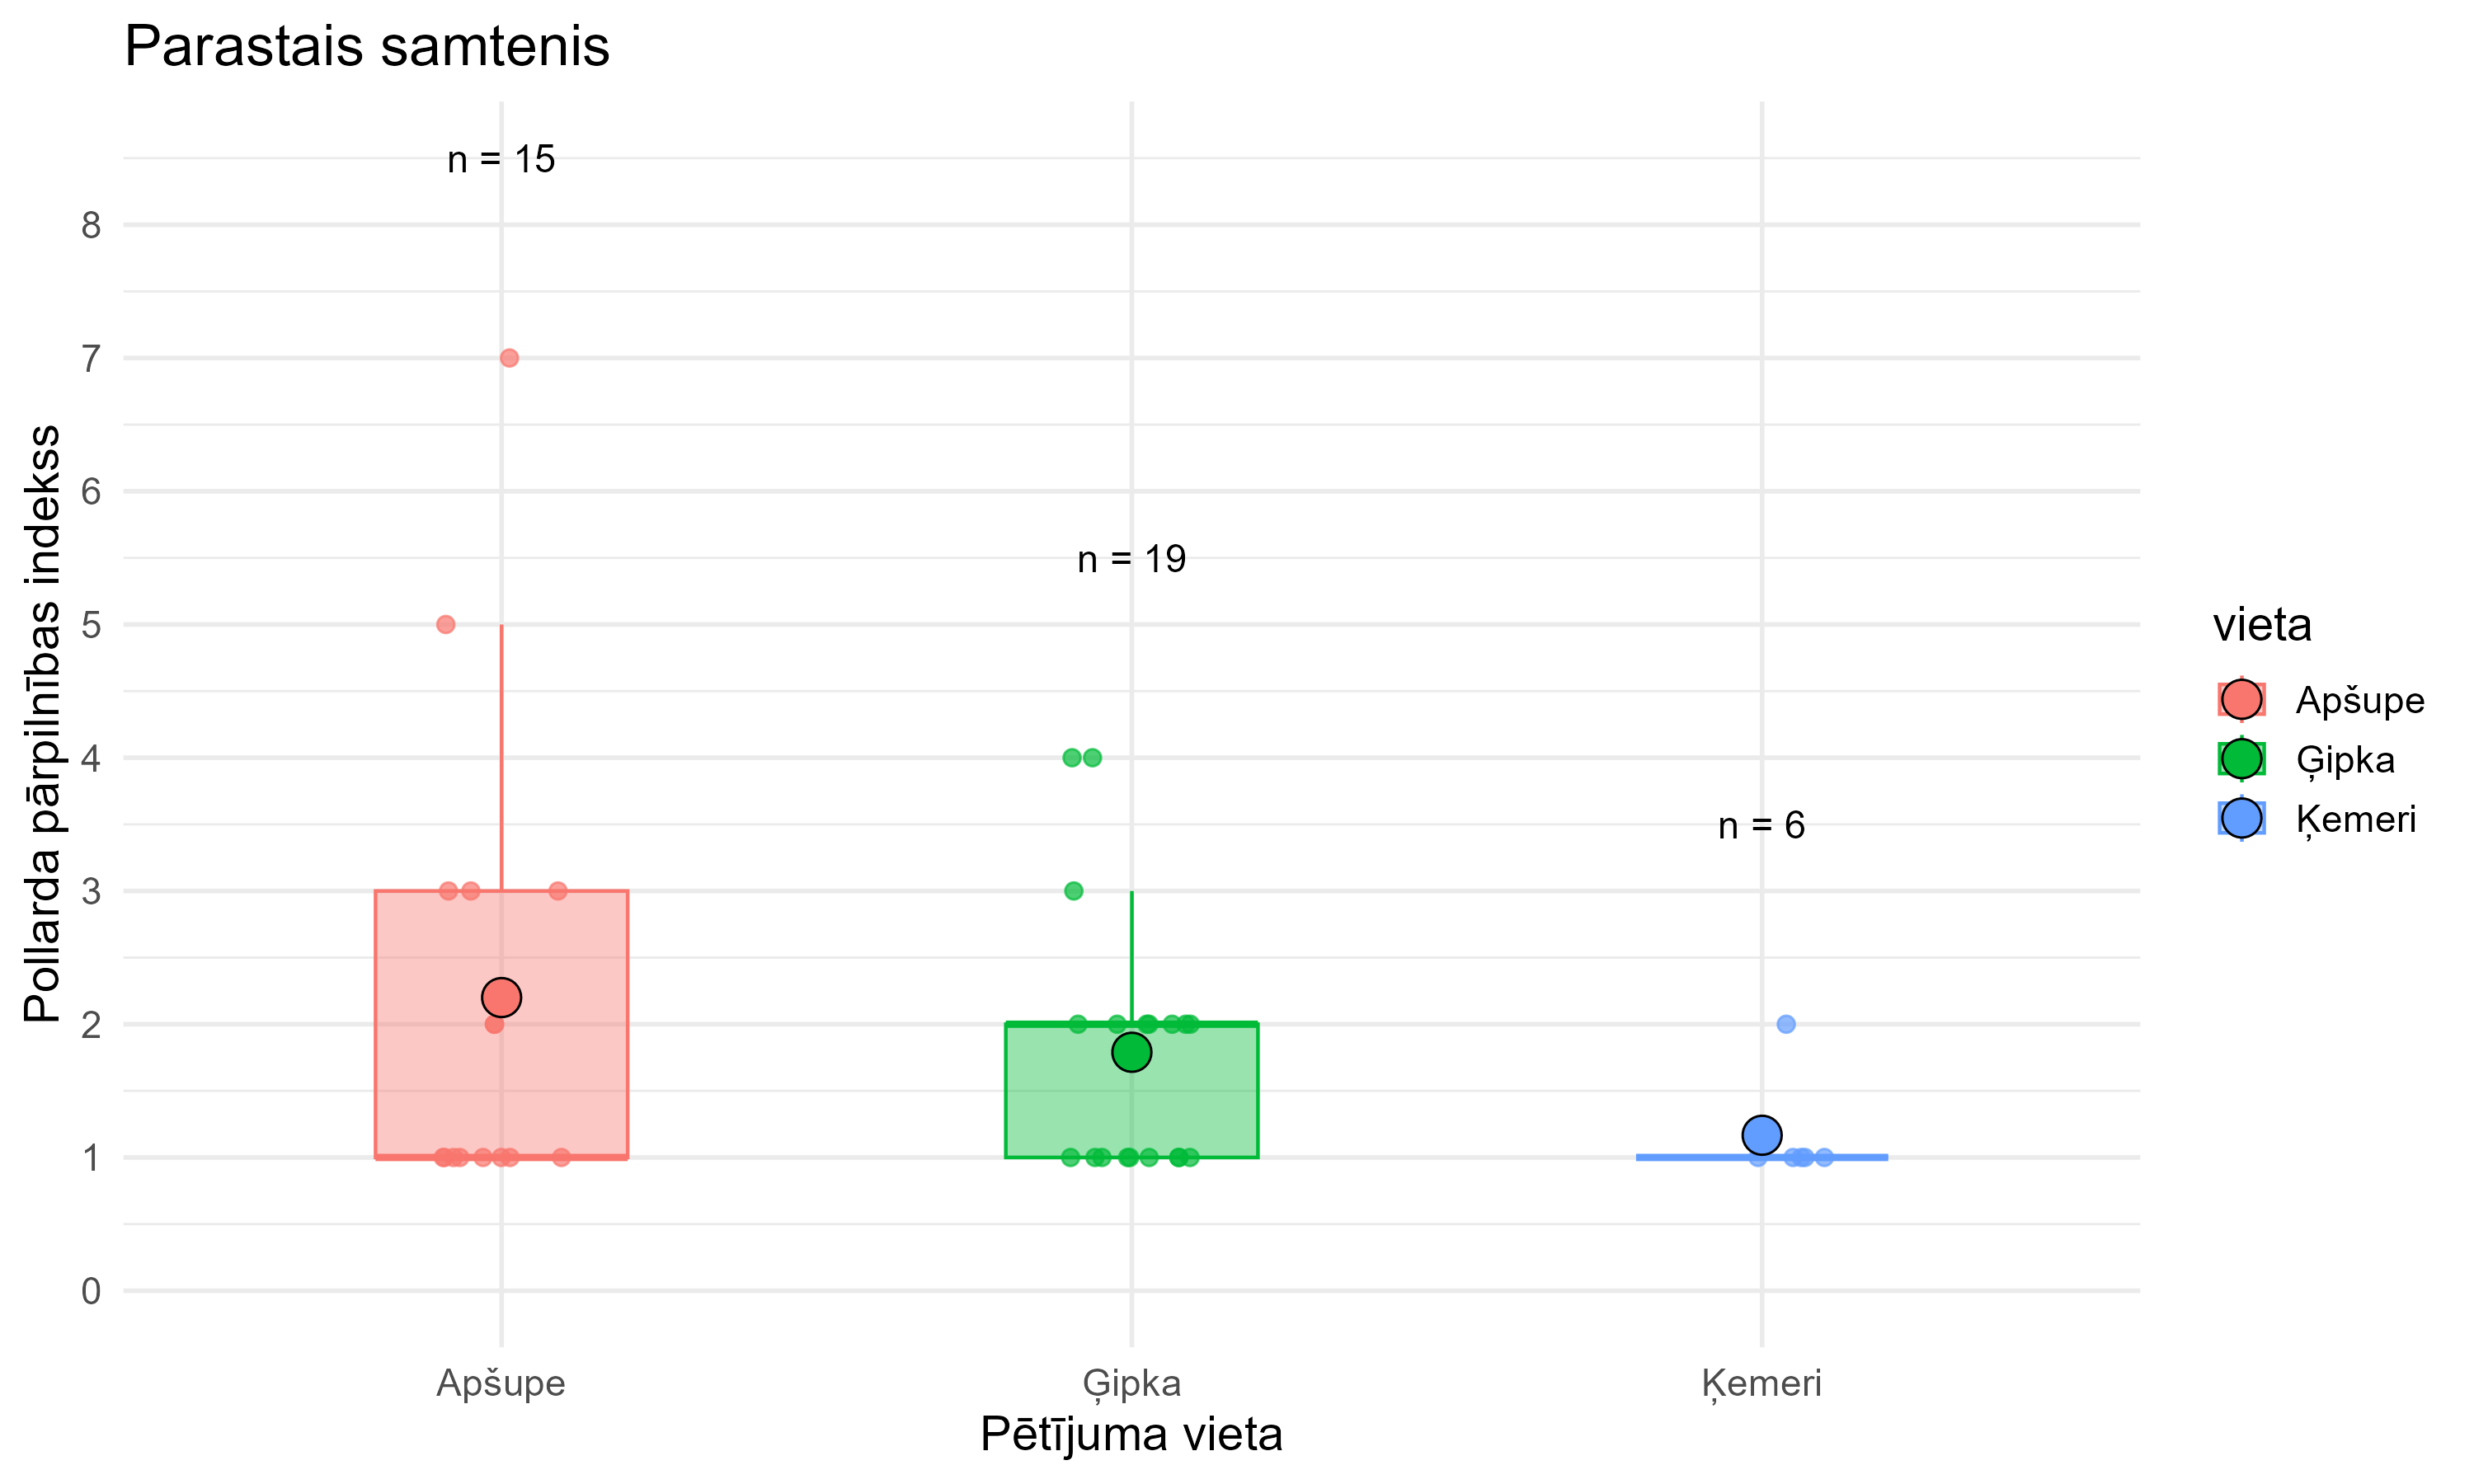 Parastais samtenis
n = 15
n = 19
n = 6
8
7
6
5
4
3
2
1
0
Pollarda pārpilnības indekss
Apšupe
Ģipka
Ķemeri
Pētījuma vieta
vieta
Apšupe
Ģipka
Ķemeri